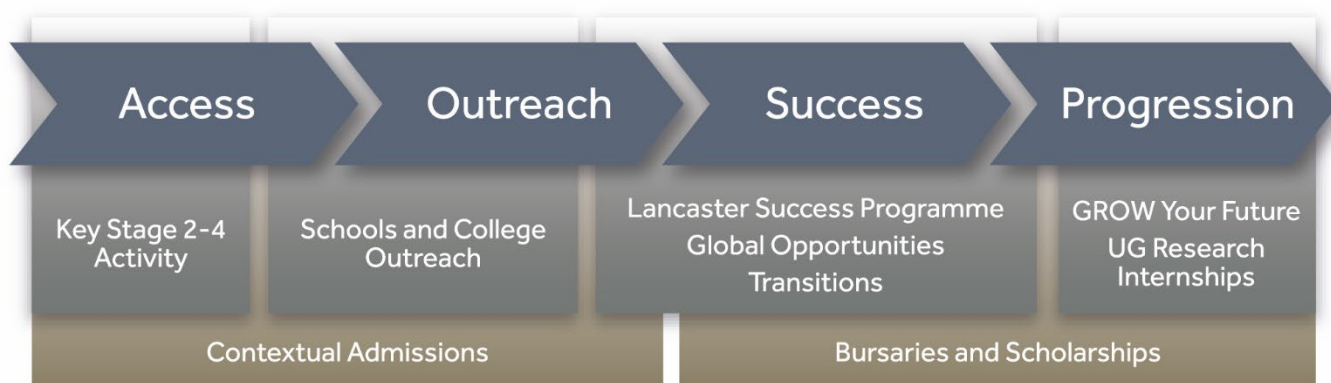 Access
Outreach
Success
Progression
Key Stage 2-4
Activity
Schools and College
Outreach
Lancaster Success Programme
Global Opportunities
Transitions
GROW Your Future
UG Research
Internships
Contextual Admissions
Bursaries and Scholarships